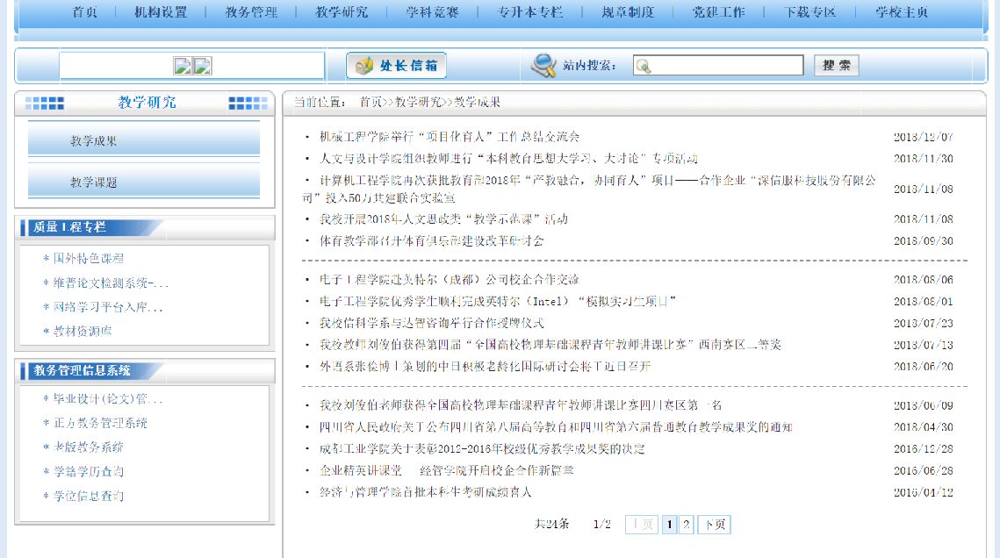 首页 机构设置 教务管理 教学研究 学科竞赛 专升本专栏 规章制度 党建工作 下载专区 学校主页
处长信箱 站内搜索： 搜 索
教学研究
教学成果
教学课题
质量工程专栏
* 国外特色课程
* 维普论文检测系统-...
* 网络学习平台入库...
* 教材资源库
教务管理信息系统
* 毕业设计(论文)管...
* 正方教务管理系统
* 老版教务系统
* 学籍学历查询
* 学位信息查询
当前位置： 首页>>教学研究>>教学成果
· 机械工程学院举行“项目化育人”工作总结交流会 2018/12/07
· 人文与设计学院组织教师进行“本科教育思想大学习、大讨论”专项活动 2018/11/30
· 计算机工程学院再次获批教育部2018年“产教融合，协同育人”项目——合作企业“深信服科技股份有限公
司”投入50万共建联合实验室 2018/11/08
· 我校开展2018年人文思政类“教学示范课”活动 2018/11/08
· 体育教学部召开体育俱乐部建设改革研讨会 2018/09/30
· 电子工程学院赴英特尔（成都）公司校企合作交流 2018/08/06
· 电子工程学院优秀学生顺利完成英特尔（Intel）“模拟实习生项目” 2018/08/01
· 我校信科学系与达智咨询举行合作授牌仪式 2018/07/23
· 我校教师刘俊伯获得第四届“全国高校物理基础课程青年教师讲课比赛”西南赛区二等奖 2018/07/13
· 外语系张俭博士策划的中日积极老龄化国际研讨会将于近日召开 2018/06/20
· 我校刘俊伯老师获得全国高校物理基础课程青年教师讲课比赛四川赛区第一名 2018/06/09
· 四川省人民政府关于公布四川省第八届高等教育和四川省第六届普通教育教学成果奖的通知 2018/04/30
· 成都工业学院关于表彰2012-2016年校级优秀教学成果奖的决定 2016/12/28
· 企业精英讲课堂 经管学院开启校企合作新篇章 2016/06/28
· 经济与管理学院首批本科生考研成绩喜人 2016/04/12
共24条 1/2 上页 1 2 下页